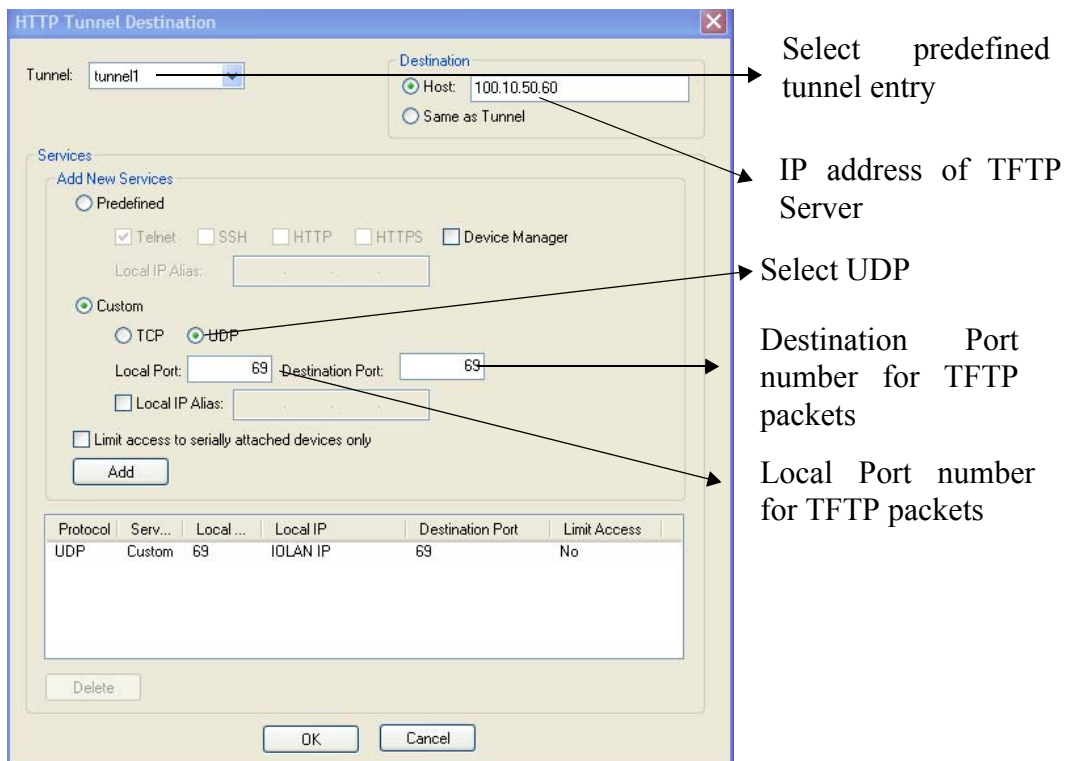 HTTP Tunnel Destination
Tunnel: tunnel1
Destination
Host: 100.10.50.60
Same as Tunnel
Services
Add New Services
Predefined
Telnet SSH HTTP HTTPS Device Manager
Local IP Alias:
Custom
TCP UDP
Local Port: 69 Destination Port: 69
Local IP Alias:
Limit access to serially attached devices only
Add
Protocol Serv... Local ... Local IP Destination Port Limit Access
UDP Custom 69 IOLAN IP 69 No
Delete
OK Cancel
Select predefined
tunnel entry
IP address of TFTP
Server
Select UDP
Destination Port
number for TFTP
packets
Local Port number
for TFTP packets